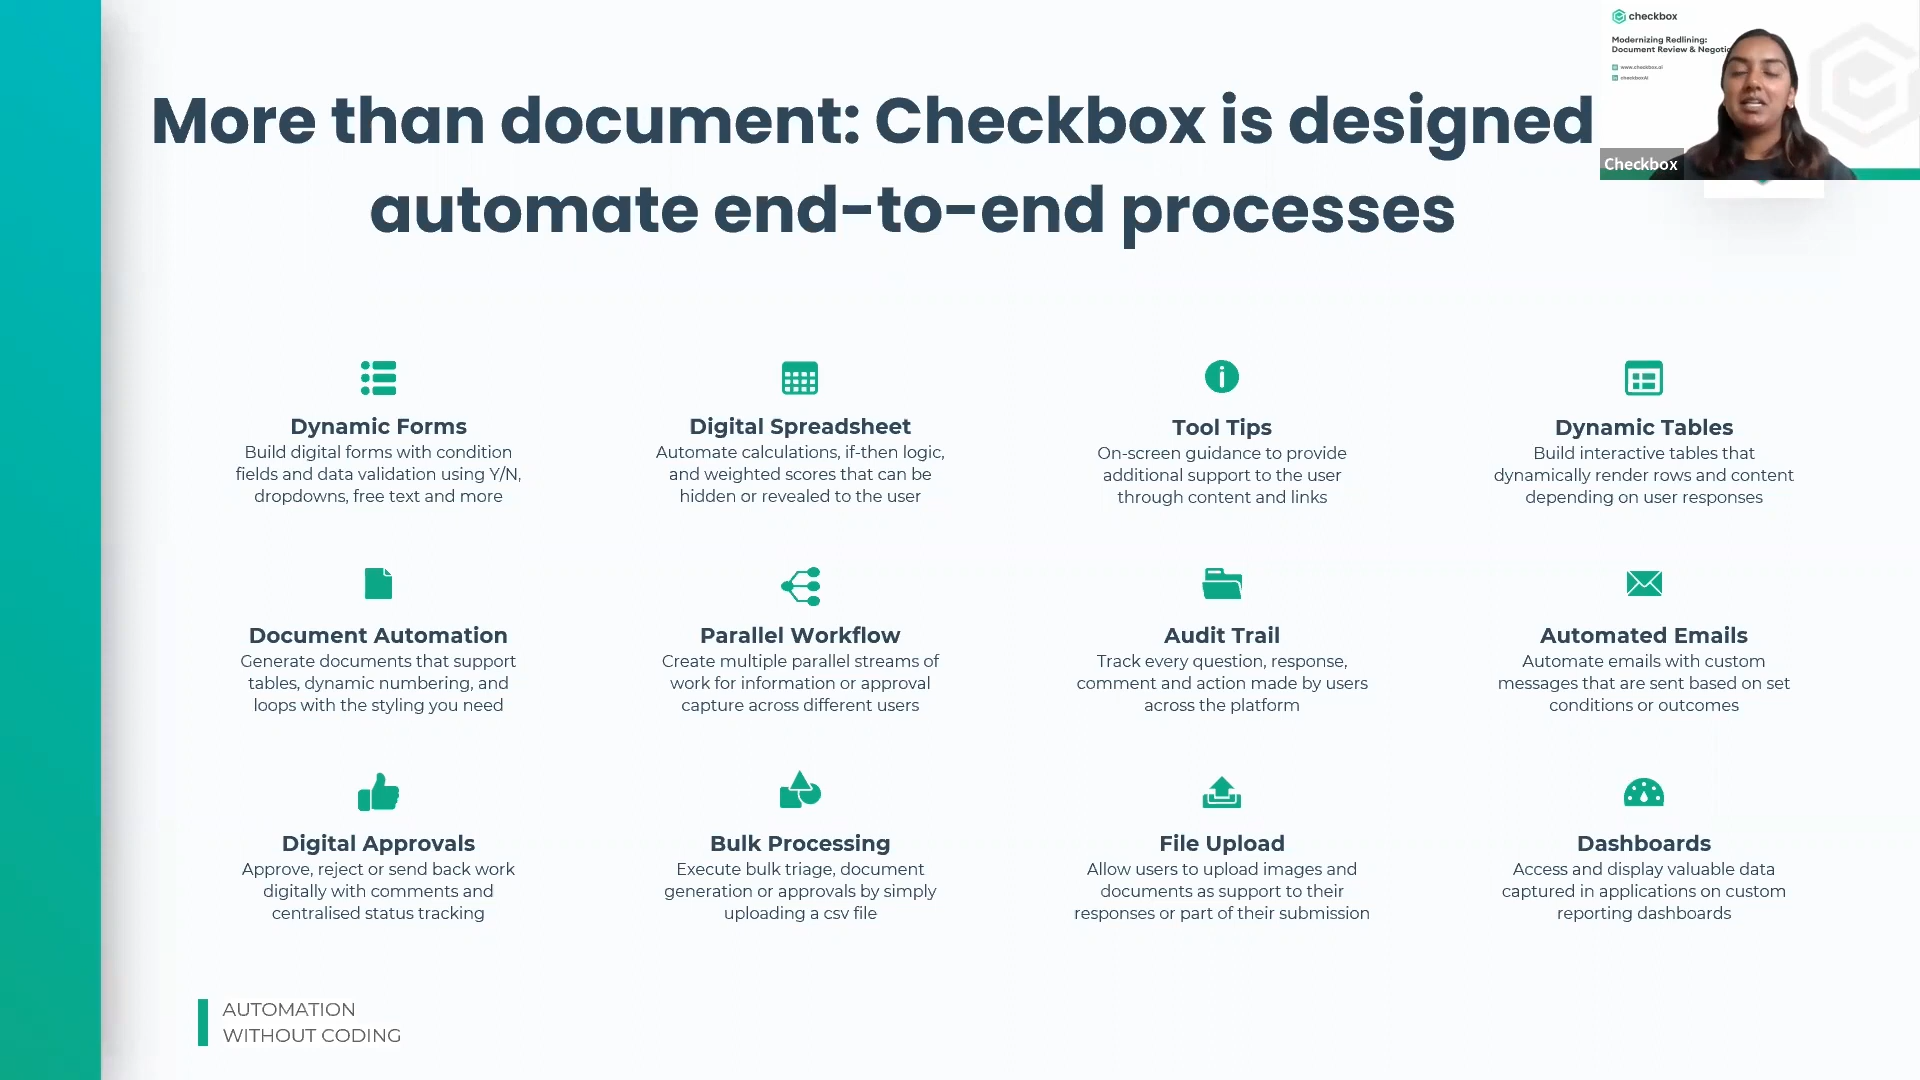 checkbox
Modernizing Redlining:
Document Review & Negotia
www.checkbox.ai
checkboxAI
Checkbox
More than document: Checkbox is designed
automate end-to-end processes
Dynamic Forms
Build digital forms with condition
fields and data validation using Y/N,
dropdowns, free text and more
Digital Spreadsheet
Automate calculations, if-then logic,
and weighted scores that can be
hidden or revealed to the user
Tool Tips
On-screen guidance to provide
additional support to the user
through content and links
Dynamic Tables
Build interactive tables that
dynamically render rows and content
depending on user responses
Document Automation
Generate documents that support
tables, dynamic numbering, and
loops with the styling you need
Parallel Workflow
Create multiple parallel streams of
work for information or approval
capture across different users
Audit Trail
Track every question, response,
comment and action made by users
across the platform
Automated Emails
Automate emails with custom
messages that are sent based on set
conditions or outcomes
Digital Approvals
Approve, reject or send back work
digitally with comments and
centralised status tracking
Bulk Processing
Execute bulk triage, document
generation or approvals by simply
uploading a csv file
File Upload
Allow users to upload images and
documents as support to their
responses or part of their submission
Dashboards
Access and display valuable data
captured in applications on custom
reporting dashboards
AUTOMATION
WITHOUT CODING